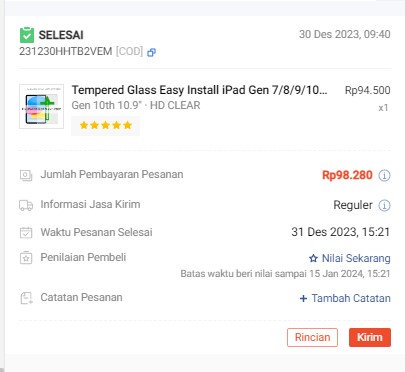 SELESAI
30 Des 2023, 09:40
231230HHTB2VEM [COD]
Tempered Glass Easy Install iPad Gen 7/8/9/10...
Rp94.500
Gen 10th 10.9" · HD CLEAR
x1
Jumlah Pembayaran Pesanan
Rp98.280
Informasi Jasa Kirim
Reguler
Waktu Pesanan Selesai
31 Des 2023, 15:21
Penilaian Pembeli
Nilai Sekarang
Batas waktu beri nilai sampai 15 Jan 2024, 15:21
Catatan Pesanan
+ Tambah Catatan
Rincian
Kirim